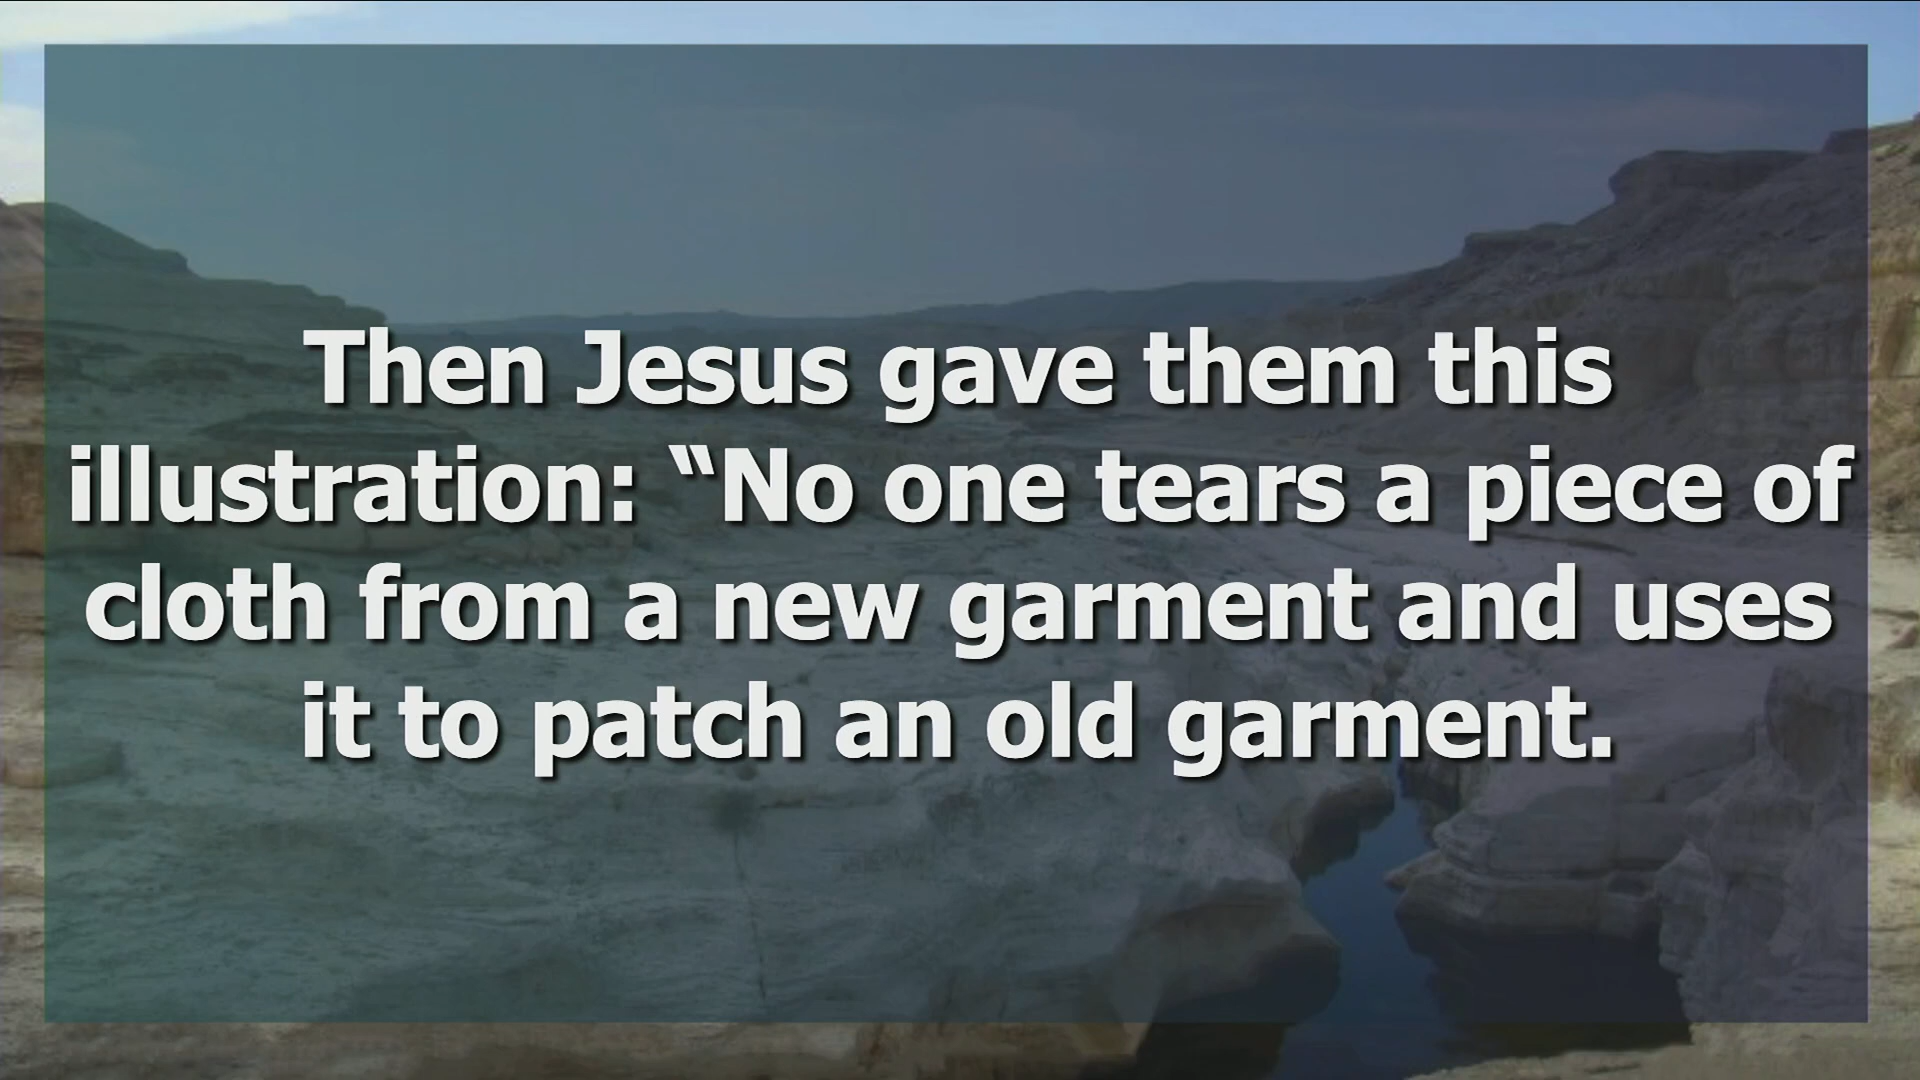 Then Jesus gave them this
illustration: “No one tears a piece of
cloth from a new garment and uses
it to patch an old garment.